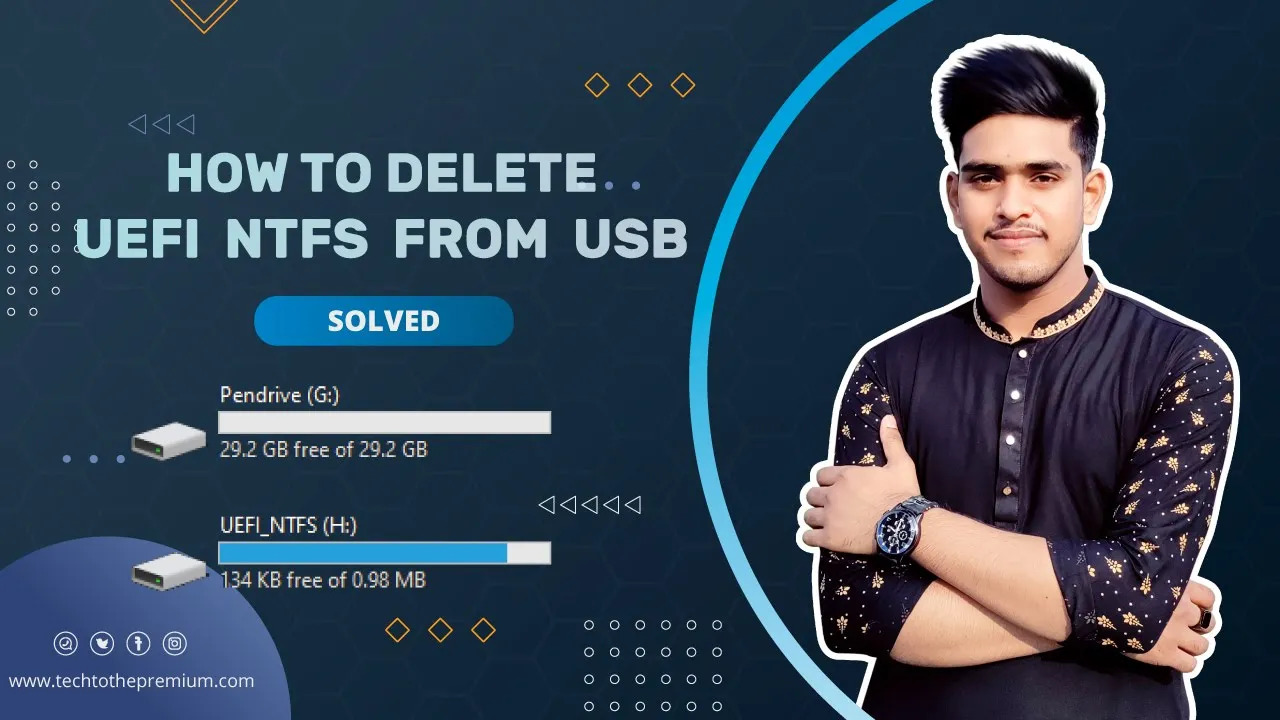 HOW TO DELETE
UEFI NTFS FROM USB
SOLVED
Pendrive (G:)
29.2 GB free of 29.2 GB
UEFI_NTFS (H:)
134 KB free of 0.98 MB
www.techtothepremium.com